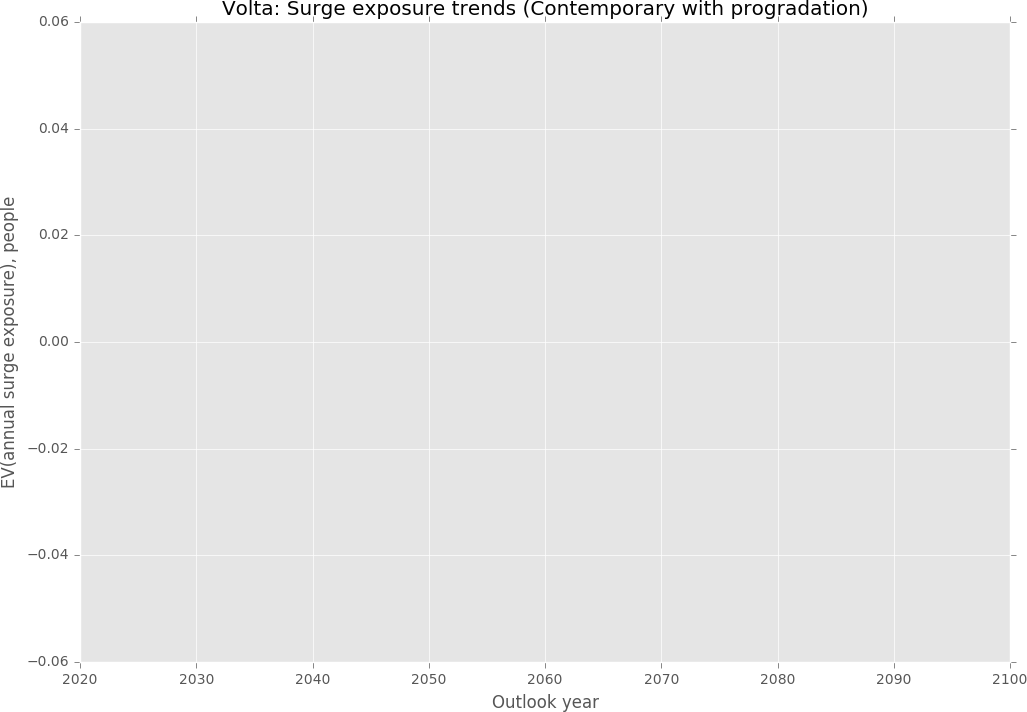 Volta: Surge exposure trends (Contemporary with progradation)
0.06
0.04
0.02
0.00
−0.02
−0.04
−0.06
EV(annual surge exposure), people
2020 2030 2040 2050 2060 2070 2080 2090 2100
Outlook year